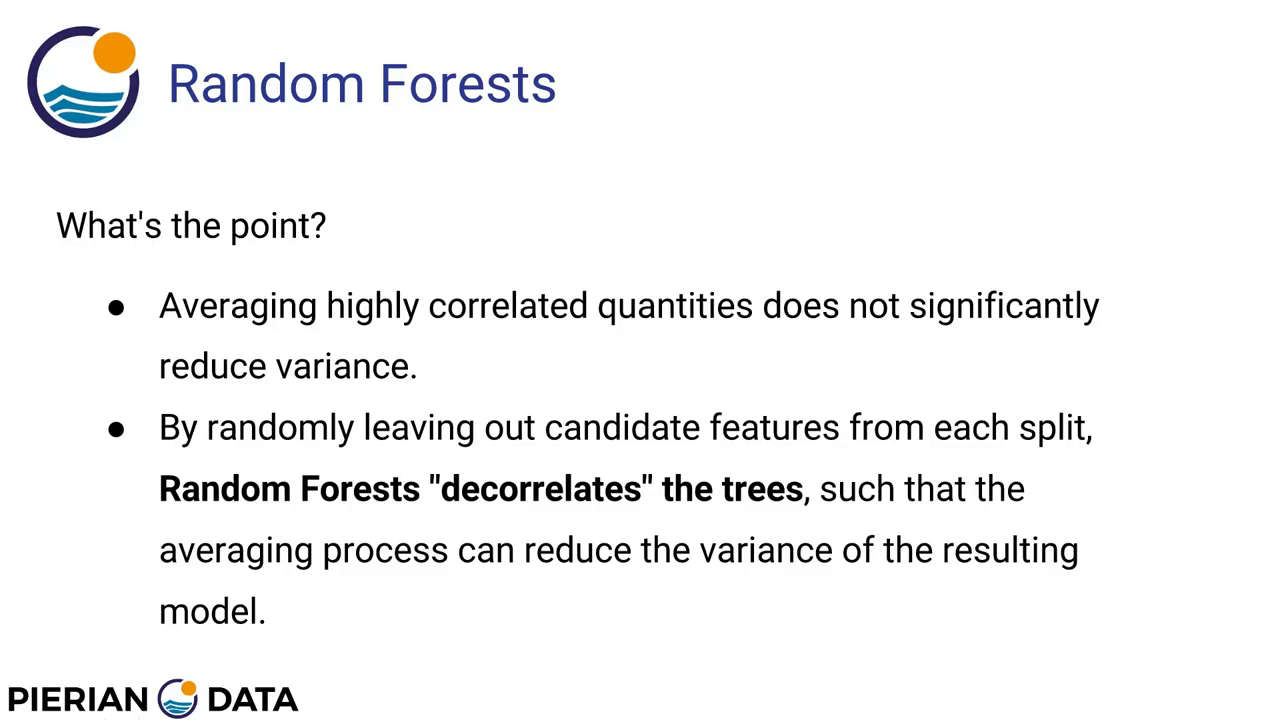 Random Forests
What's the point?
● Averaging highly correlated quantities does not significantly
reduce variance.
● By randomly leaving out candidate features from each split,
Random Forests "decorrelates" the trees, such that the
averaging process can reduce the variance of the resulting
model.
PIERIAN DATA